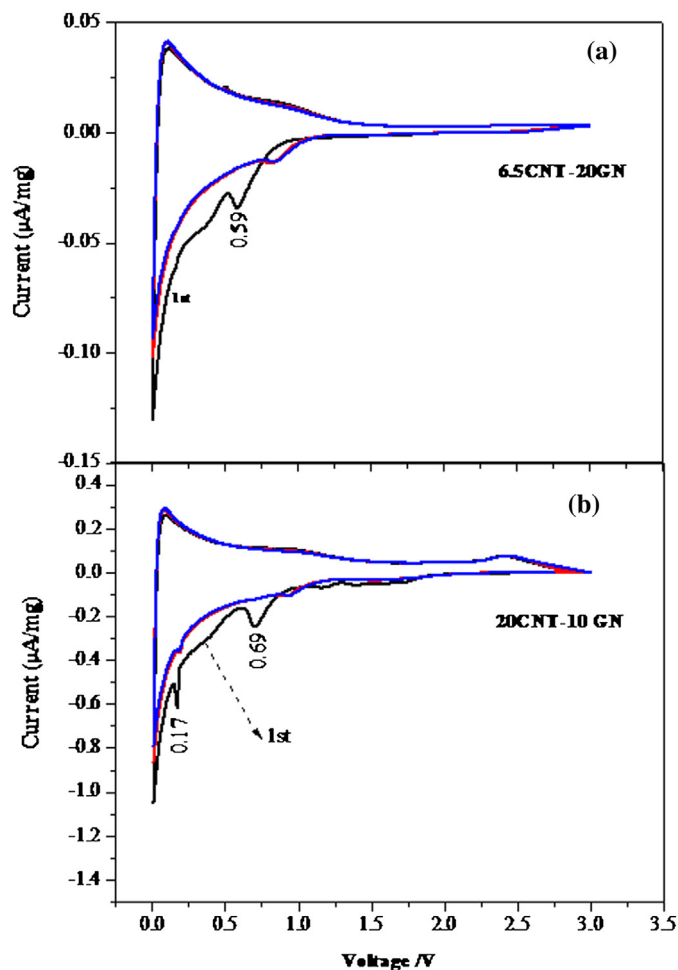 0.05
(a)
0.00
6.5CNT-20GN
-0.05
0.59
1st
-0.10
-0.15
Current (µA/mg)
0.4
(b)
0.2
0.0
-0.2
20CNT-10 GN
-0.4
0.69
-0.6
0.17
1st
-0.8
-1.0
-1.2
-1.4
Current (µA/mg)
0.0 0.5 1.0 1.5 2.0 2.5 3.0 3.5
Voltage /V